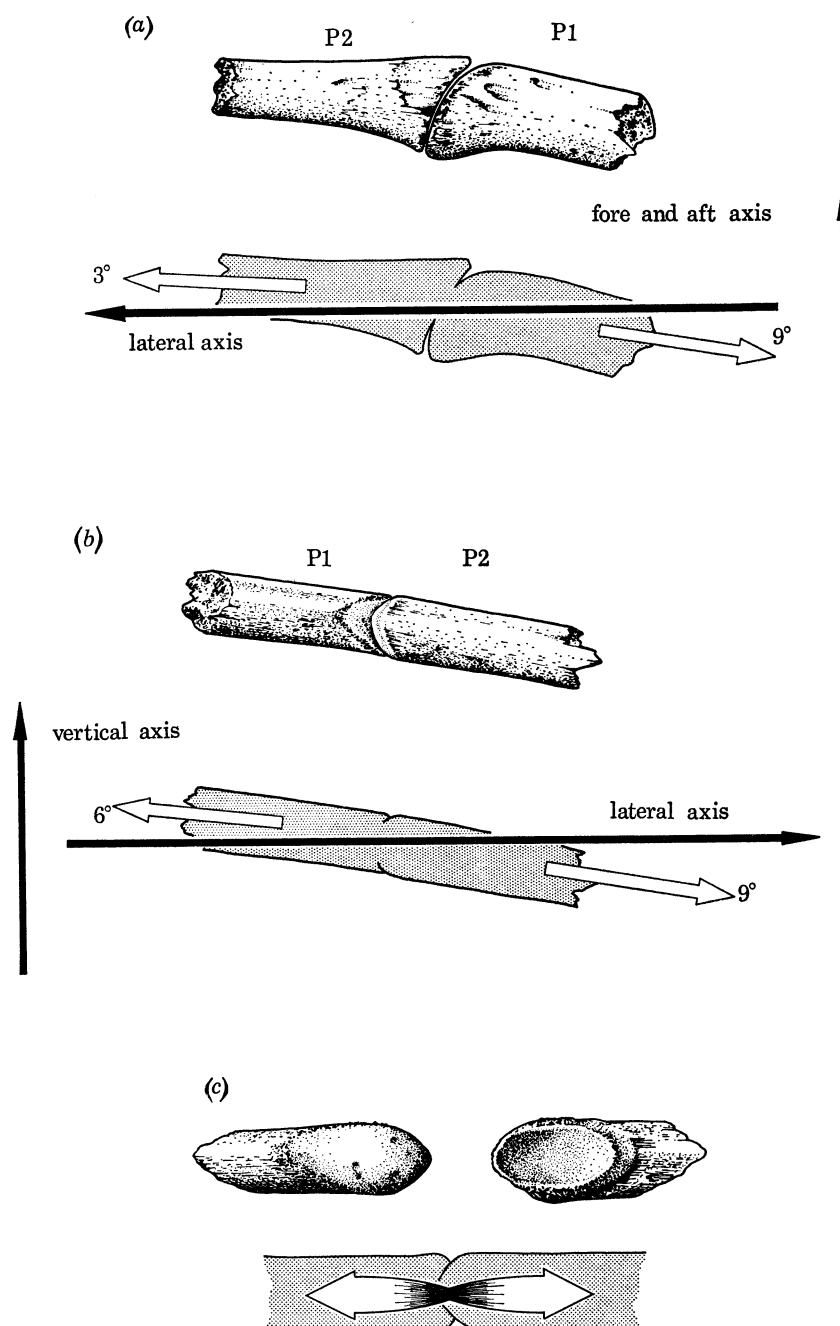 (a)
P2 P1
fore and aft axis
3°
lateral axis
9°
(b)
P1 P2
vertical axis
6°
lateral axis
9°
(c)